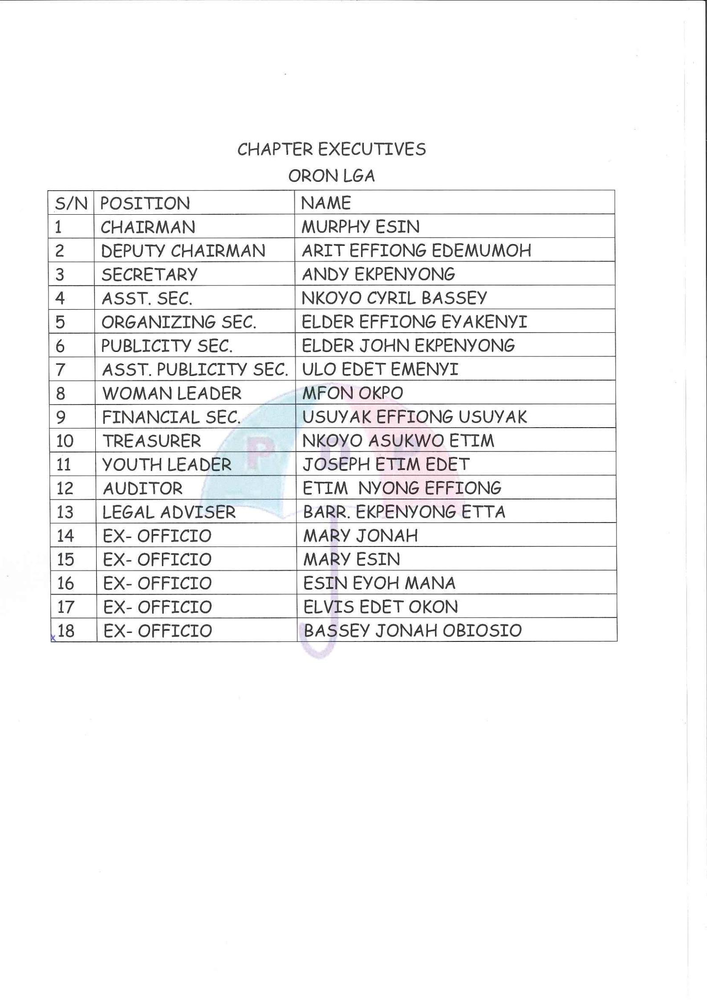 CHAPTER EXECUTIVES
ORON LGA
S/N POSITION NAME
1 CHAIRMAN MURPHY ESIN
2 DEPUTY CHAIRMAN ARIT EFFIONG EDEMUMOH
3 SECRETARY ANDY EKPENYONG
4 ASST. SEC. NKOYO CYRIL BASSEY
5 ORGANIZING SEC. ELDER EFFIONG EYAKENYI
6 PUBLICITY SEC. ELDER JOHN EKPENYONG
7 ASST. PUBLICITY SEC. ULO EDET EMENYI
8 WOMAN LEADER MFON OKPO
9 FINANCIAL SEC. USUYAK EFFIONG USUYAK
10 TREASURER NKOYO ASUKWO ETIM
P D P
11 YOUTH LEADER JOSEPH ETIM EDET
12 AUDITOR ETIM NYONG EFFIONG
13 LEGAL ADVISER BARR. EKPENYONG ETTA
14 EX- OFFICIO MARY JONAH
15 EX- OFFICIO MARY ESIN
16 EX- OFFICIO ESIN EYOH MANA
17 EX- OFFICIO ELVIS EDET OKON
x 18 EX- OFFICIO BASSEY JONAH OBIOSIO